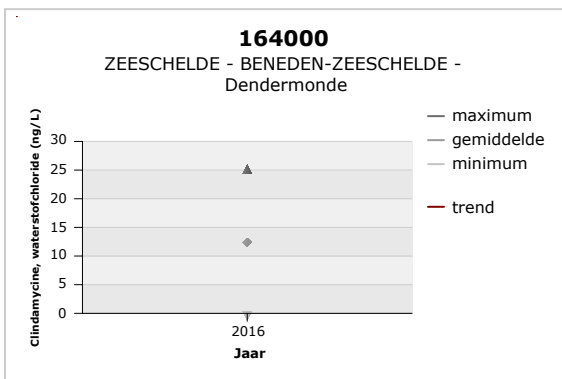 164000
ZEESCHELDE - BENEDEN-ZEESCHELDE -
Dendermonde
maximum
gemiddelde
minimum
trend
Clindamycine, waterstofchloride (ng/L)
30
25
20
15
10
5
0
2016
Jaar